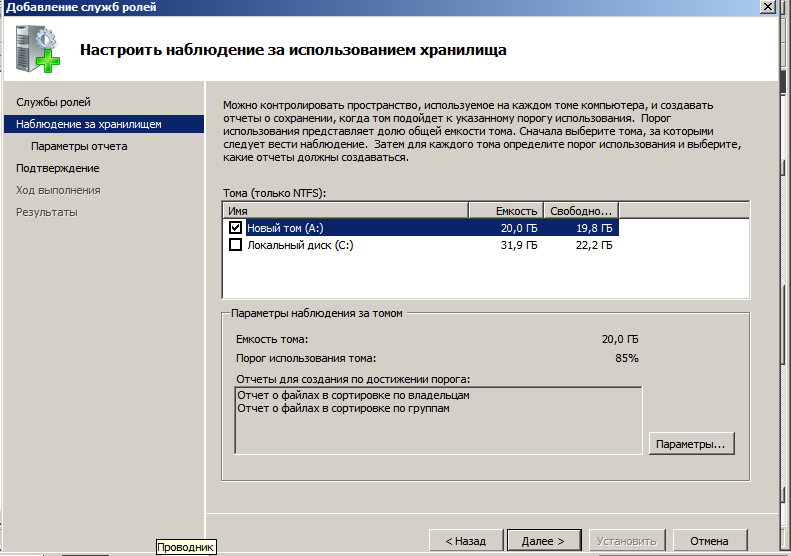 Добавление служб ролей
Настроить наблюдение за использованием хранилища
Службы ролей
Наблюдение за хранилищем
Параметры отчета
Подтверждение
Ход выполнения
Результаты
Можно контролировать пространство, используемое на каждом томе компьютера, и создавать
отчеты о сохранении, когда том подойдет к указанному порогу использования. Порог
использования представляет долю общей емкости тома. Сначала выберите тома, за которыми
следует вести наблюдение. Затем для каждого тома определите порог использования и выберите,
какие отчеты должны создаваться.
Тома (только NTFS):
Имя Емкость Свободно...
Новый том (A:) 20,0 ГБ 19,8 ГБ
Локальный диск (C:) 31,9 ГБ 22,2 ГБ
Параметры наблюдения за томом
Емкость тома: 20,0 ГБ
Порог использования тома: 85%
Отчеты для создания по достижении порога:
Отчет о файлах в сортировке по владельцам
Отчет о файлах в сортировке по группам
Параметры...
< Назад Далее > Установить Отмена
Проводник